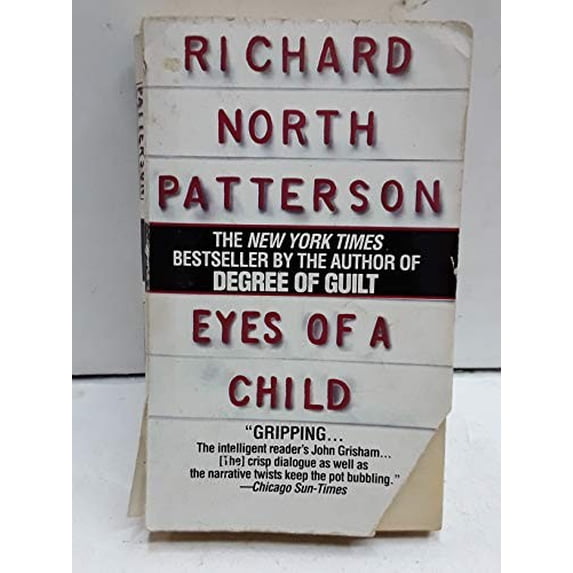 RICHARD
NORTH
PATTERSON
THE NEW YORK TIMES
BESTSELLER BY THE AUTHOR OF
DEGREE OF GUILT
EYES OF A
CHILD
“GRIPPING...
The intelligent reader's John Grisham...
[The] crisp dialogue as well as
the narrative twists keep the pot bubbling.”
—Chicago Sun-Times
PATTERSON